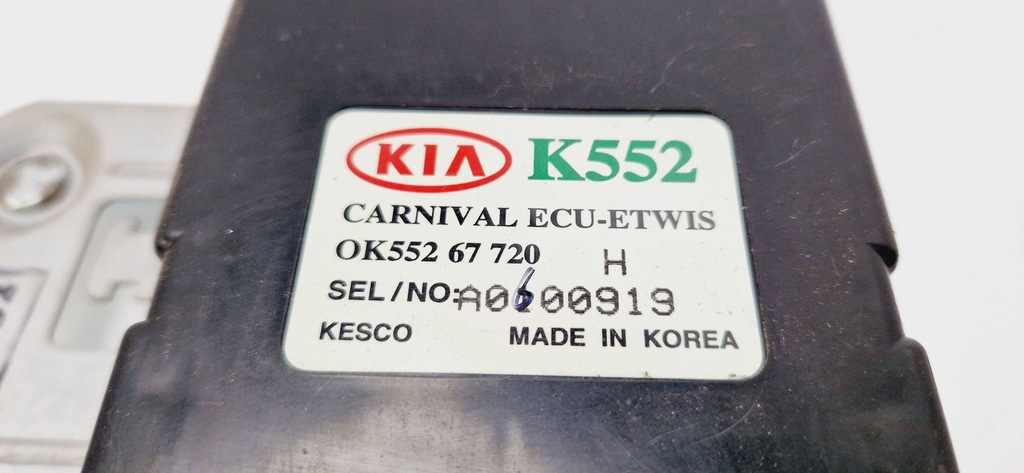 KIA K552
CARNIVAL ECU-ETWIS
OK552 67 720 H
SEL/NO:A0600919
KESCO MADE IN KOREA